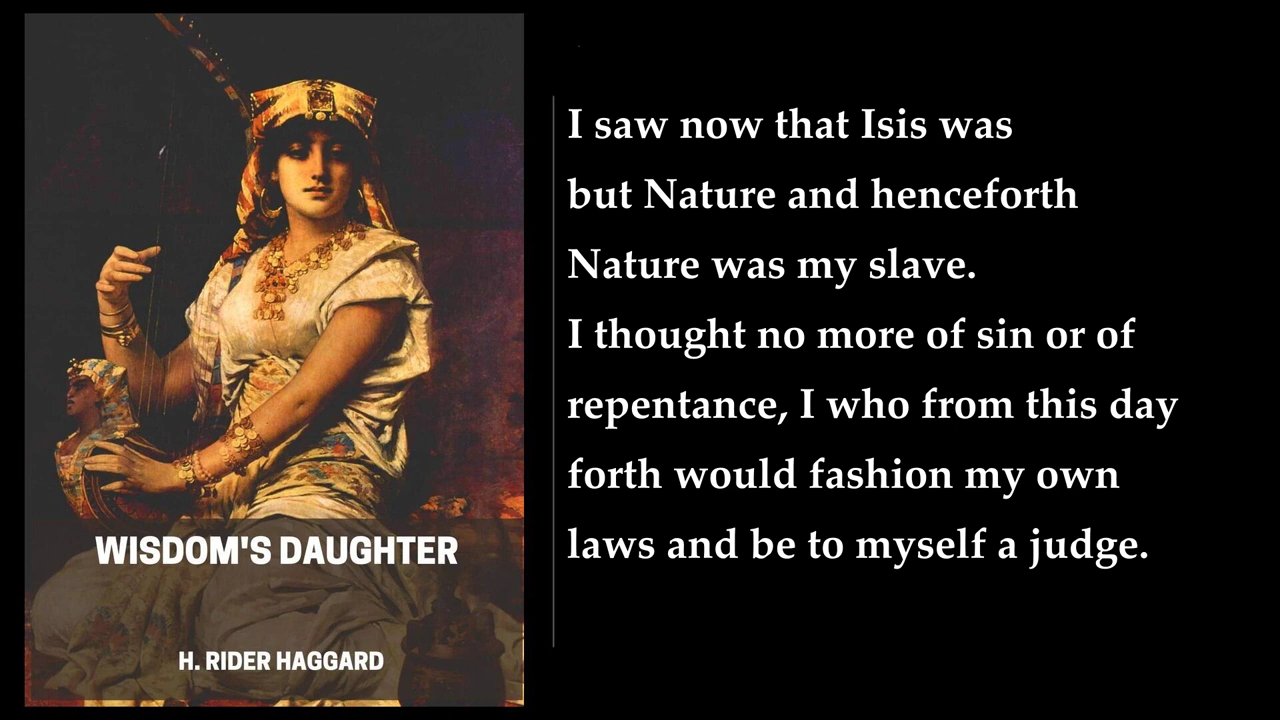 WISDOM'S DAUGHTER
H. RIDER HAGGARD
I saw now that Isis was
but Nature and henceforth
Nature was my slave.
I thought no more of sin or of
repentance, I who from this day
forth would fashion my own
laws and be to myself a judge.